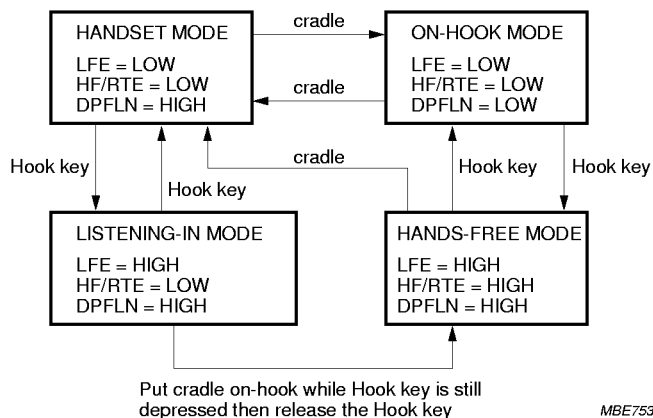 cradle
HANDSET MODE
LFE = LOW
HF/RTE = LOW
DPFLN = HIGH
ON-HOOK MODE
LFE = LOW
HF/RTE = LOW
DPFLN = LOW
cradle
cradle
Hook key
Hook key
Hook key
Hook key
LISTENING-IN MODE
LFE = HIGH
HF/RTE = LOW
DPFLN = HIGH
HANDS-FREE MODE
LFE = HIGH
HF/RTE = HIGH
DPFLN = HIGH
Put cradle on-hook while Hook key is still
depressed then release the Hook key
MBE753